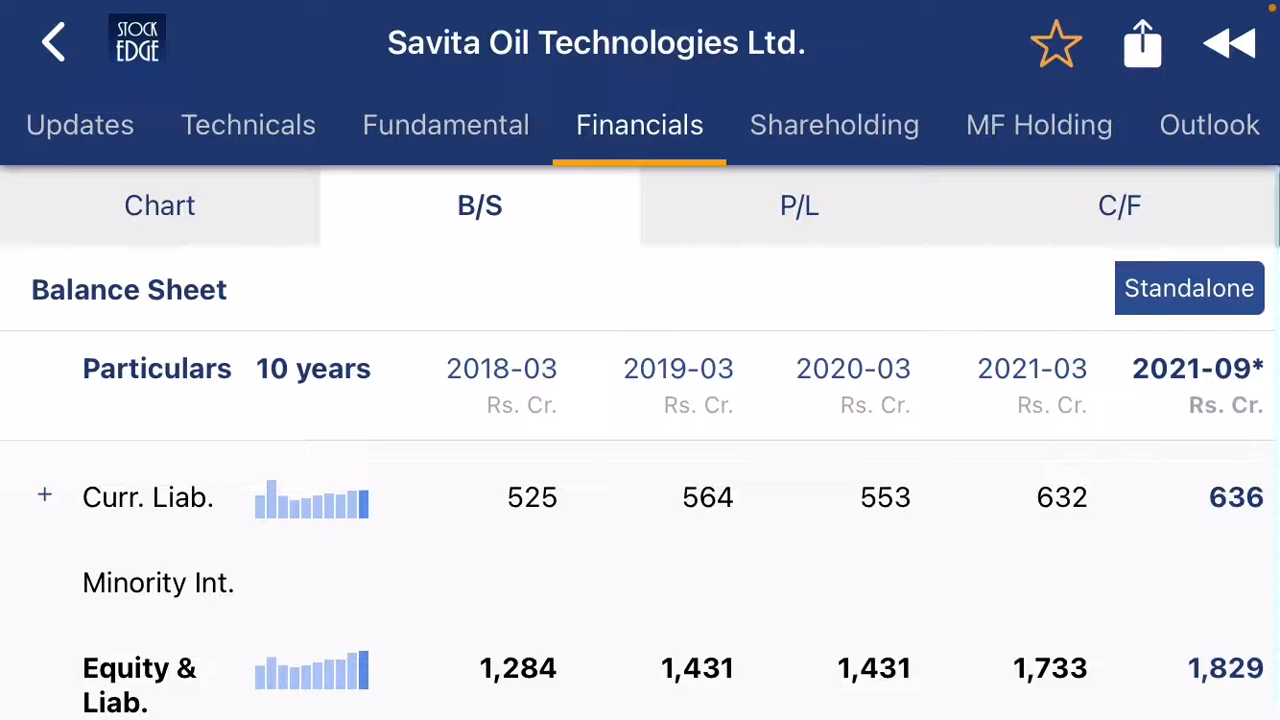 STOCK
EDGE
Savita Oil Technologies Ltd.
Updates Technicals Fundamental Financials Shareholding MF Holding Outlook
Chart B/S P/L C/F
Balance Sheet Standalone
Particulars 10 years 2018-03 2019-03 2020-03 2021-03 2021-09*
Rs. Cr. Rs. Cr. Rs. Cr. Rs. Cr. Rs. Cr.
+ Curr. Liab. 525 564 553 632 636
Minority Int.
Equity & 1,284 1,431 1,431 1,733 1,829
Liab.